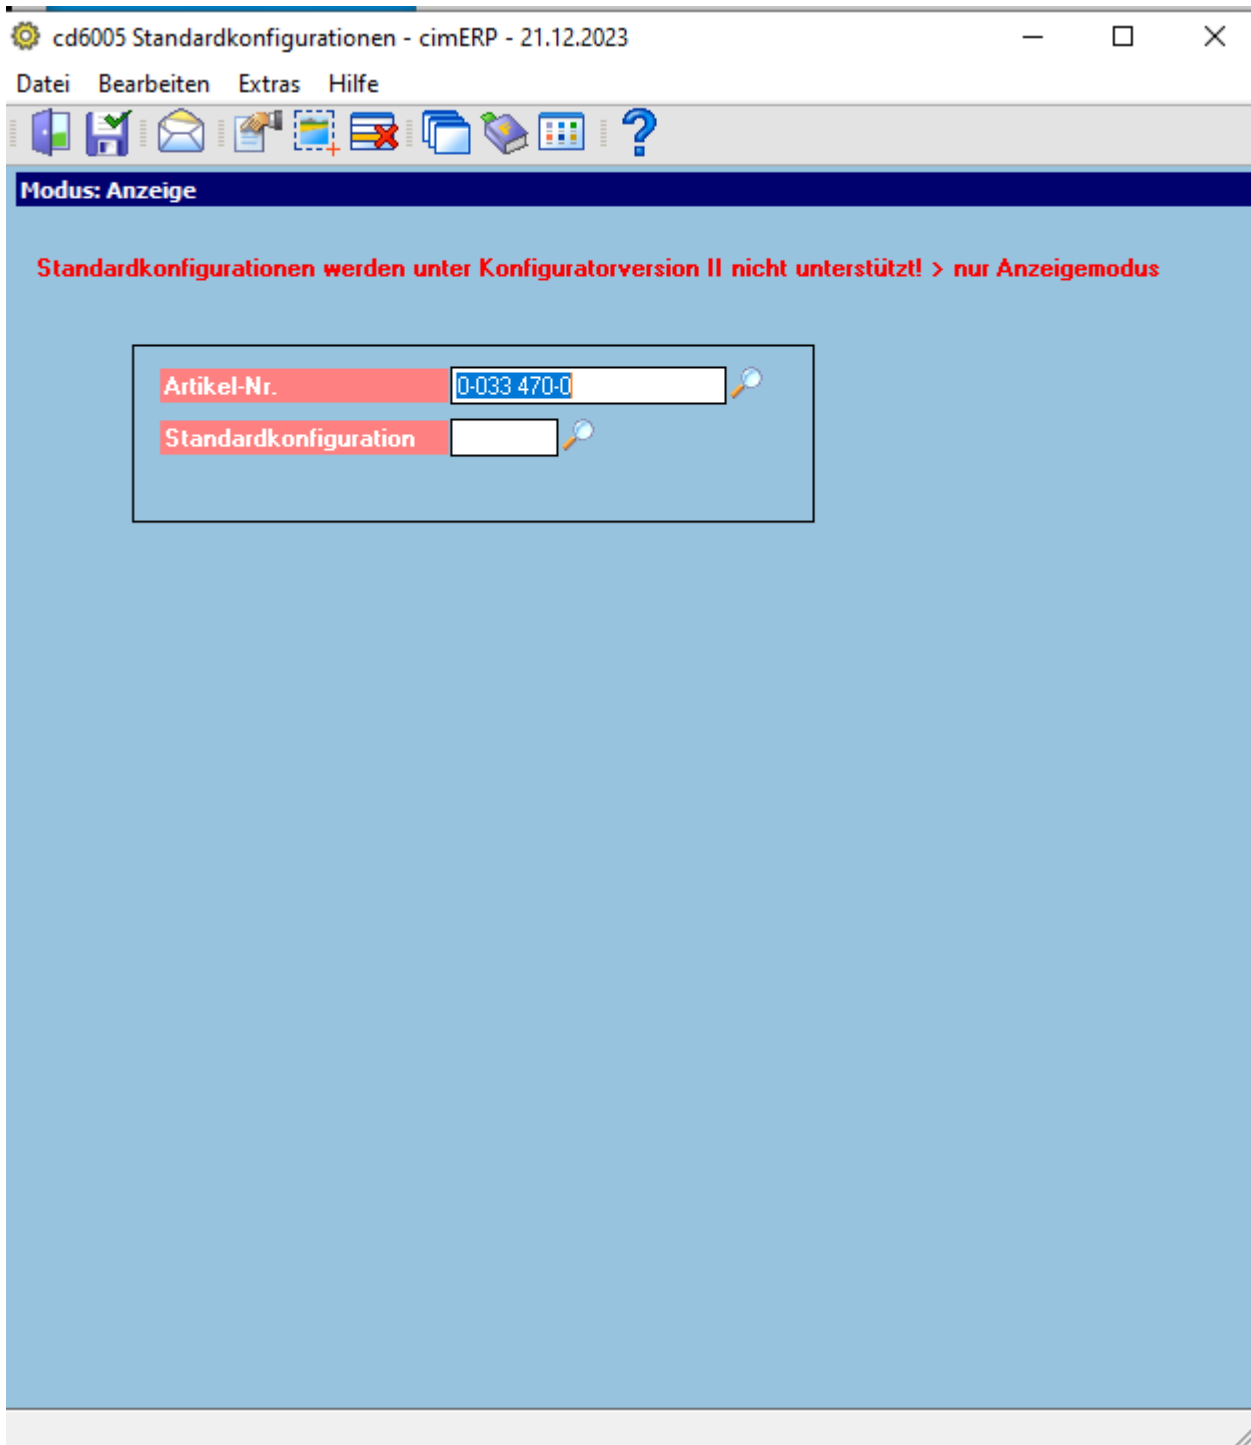 cd6005 Standardkonfigurationen - cimERP - 21.12.2023
Datei Bearbeiten Extras Hilfe
Modus: Anzeige
Standardkonfigurationen werden unter Konfiguratorversion II nicht unterstützt! > nur Anzeigemodus
Artikel-Nr. 0-033 470-0
Standardkonfiguration